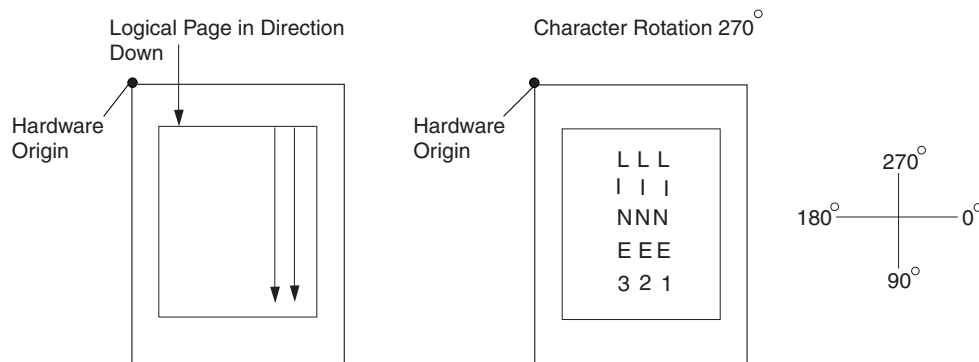 Logical Page in Direction
Down
Hardware
Origin
Character Rotation 270°
Hardware
Origin
L L L
I I I
N N N
E E E
3 2 1
270°
180°
0°
90°